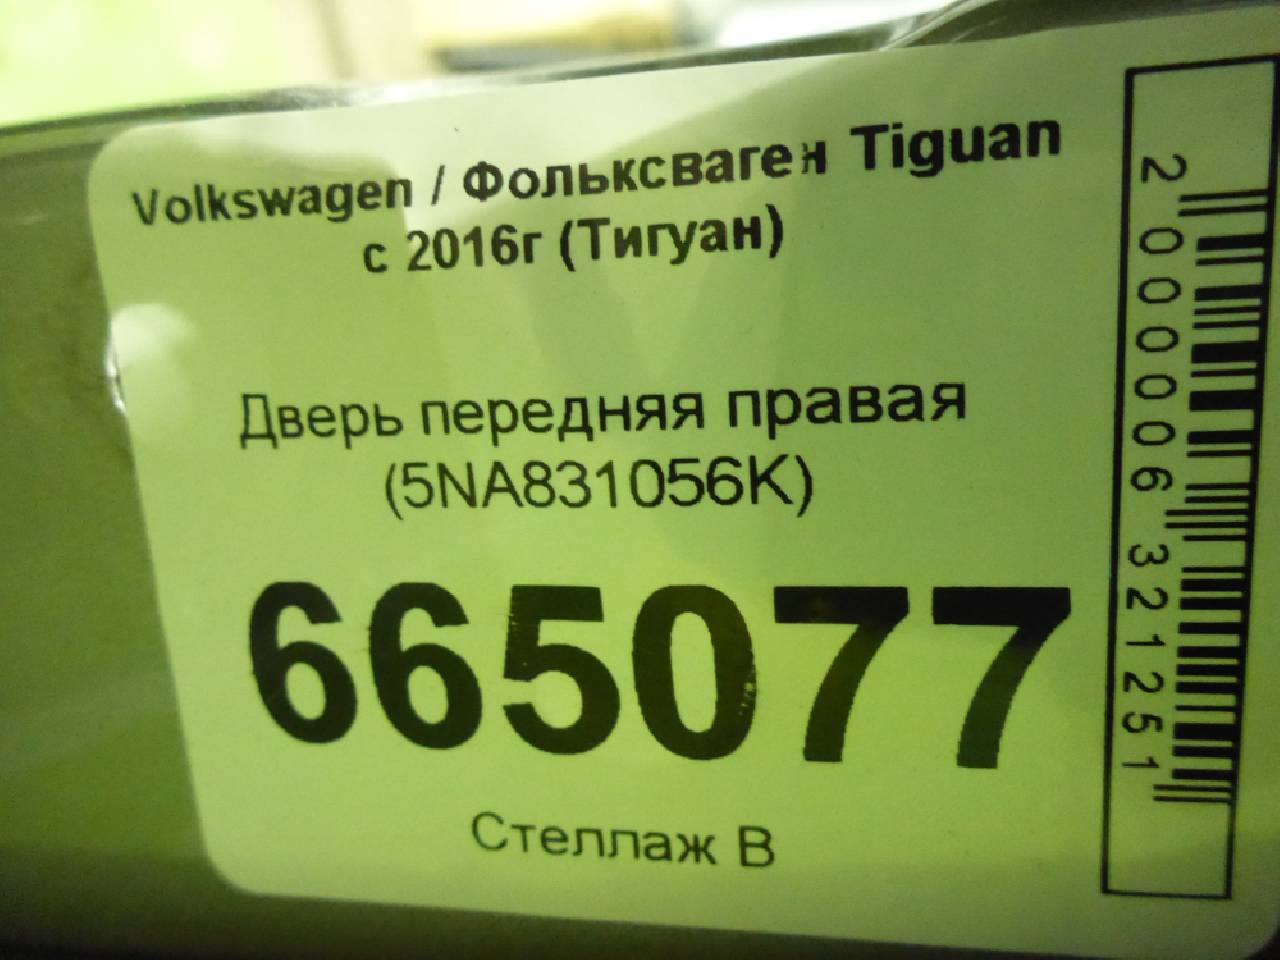 Volkswagen / Фольксваген Tiguan
с 2016г (Тигуан)
Дверь передняя правая
(5NA831056K)
665077
Стеллаж В
2000006321251